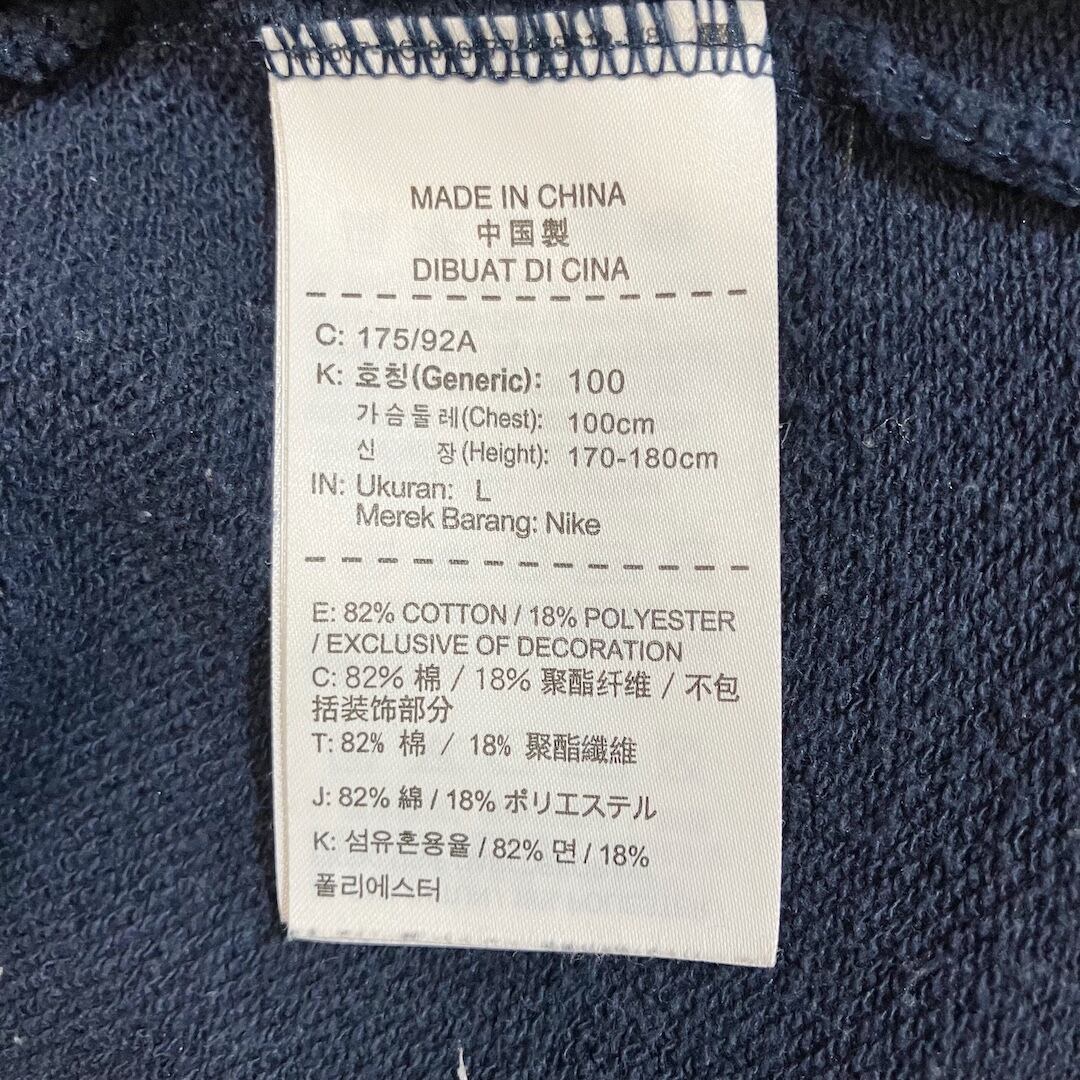 MADE IN CHINA
中国製
DIBUAT DI CINA
C: 175/92A
K: 호칭(Generic): 100
가슴둘레(Chest): 100cm
신 장(Height): 170-180cm
IN: Ukuran: L
Merek Barang: Nike
E: 82% COTTON / 18% POLYESTER
/ EXCLUSIVE OF DECORATION
C: 82% 棉 / 18% 聚酯纤维 / 不包
括装饰部分
T: 82% 棉 / 18% 聚酯纖維
J: 82% 綿 / 18% ポリエステル
K: 섬유혼용율 / 82% 면 / 18%
폴리에스터